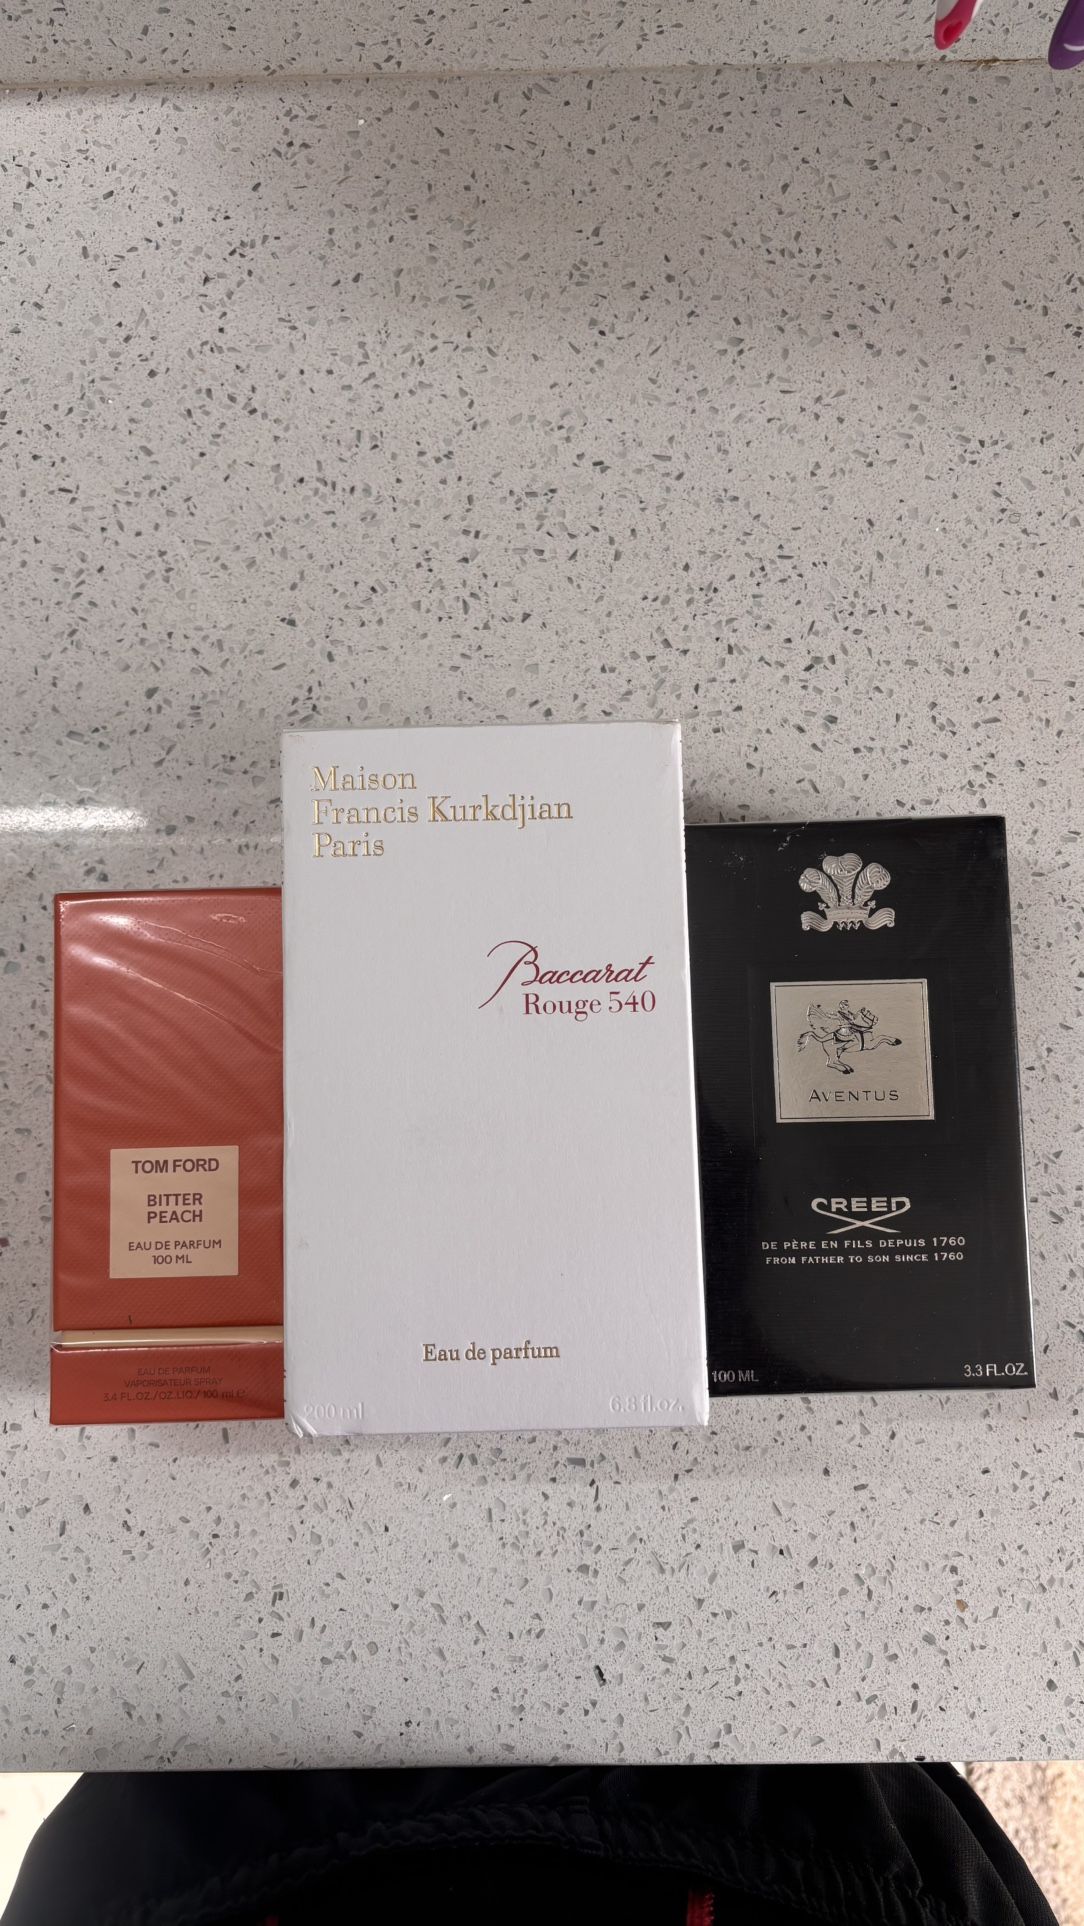 Maison
Francis Kurkdjian
Paris
Baccarat
Rouge 540
Eau de parfum
200 ml
6.8 fl.oz.
TOM FORD
BITTER
PEACH
EAU DE PARFUM
100 ML
EAU DE PARFUM
VAPORISATEUR SPRAY
3.4 FL.OZ./OZ.LIQ./100 ml e
AVENTUS
CREED
DE PÈRE EN FILS DEPUIS 1760
FROM FATHER TO SON SINCE 1760
100 ML
3.3 FL.OZ.